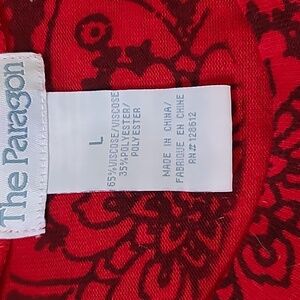 The Paragon
L
65%VISCOSE/VISCOSE
35%POLYESTER/
POLYESTER
MADE IN CHINA/
FABRIQUE EN CHINE
RN# 128612